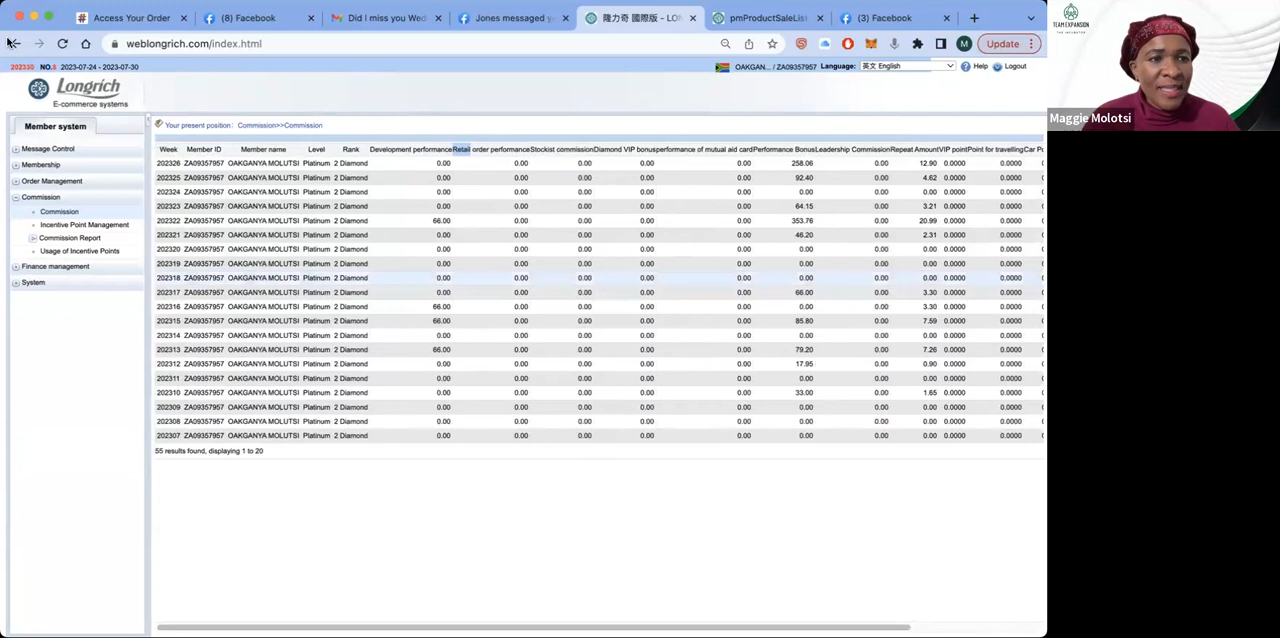 Access Your Order
(8) Facebook
Did I miss you Wed
Jones messaged y
隆力奇 國際版 - LO
pmProductSaleLis
(3) Facebook
weblongrich.com/index.html
M
Update
202330 NO.6 2023-07-24 - 2023-07-30
OAKGAN... / ZA09357957 Language: 英文 English Help Logout
Longrich
E-commerce systems
Member system
Message Control
Membership
Order Management
Commission
Commission
Incentive Point Management
Commission Report
Usage of Incentive Points
Finance management
System
Your present position: Commission>>Commission
Week Member ID Member name Level Rank Development performance Retail order performance Stockist commission Diamond VIP bonus performance of mutual aid card Performance Bonus Leadership Commission Repeat Amount VIP point Point for travelling Car Po
202326 ZA09357957 OAKGANYA MOLUTSI Platinum 2 Diamond 0.00 0.00 0.00 0.00 0.00 258.06 0.00 12.90 0.0000 0.0000
202325 ZA09357957 OAKGANYA MOLUTSI Platinum 2 Diamond 0.00 0.00 0.00 0.00 0.00 92.40 0.00 4.62 0.0000 0.0000
202324 ZA09357957 OAKGANYA MOLUTSI Platinum 2 Diamond 0.00 0.00 0.00 0.00 0.00 0.00 0.00 0.00 0.0000 0.0000
202323 ZA09357957 OAKGANYA MOLUTSI Platinum 2 Diamond 0.00 0.00 0.00 0.00 0.00 64.15 0.00 3.21 0.0000 0.0000
202322 ZA09357957 OAKGANYA MOLUTSI Platinum 2 Diamond 66.00 0.00 0.00 0.00 0.00 353.76 0.00 20.99 0.0000 0.0000
202321 ZA09357957 OAKGANYA MOLUTSI Platinum 2 Diamond 0.00 0.00 0.00 0.00 0.00 46.20 0.00 2.31 0.0000 0.0000
202320 ZA09357957 OAKGANYA MOLUTSI Platinum 2 Diamond 0.00 0.00 0.00 0.00 0.00 0.00 0.00 0.00 0.0000 0.0000
202319 ZA09357957 OAKGANYA MOLUTSI Platinum 2 Diamond 0.00 0.00 0.00 0.00 0.00 0.00 0.00 0.00 0.0000 0.0000
202318 ZA09357957 OAKGANYA MOLUTSI Platinum 2 Diamond 0.00 0.00 0.00 0.00 0.00 0.00 0.00 0.00 0.0000 0.0000
202317 ZA09357957 OAKGANYA MOLUTSI Platinum 2 Diamond 0.00 0.00 0.00 0.00 0.00 66.00 0.00 3.30 0.0000 0.0000
202316 ZA09357957 OAKGANYA MOLUTSI Platinum 2 Diamond 66.00 0.00 0.00 0.00 0.00 0.00 0.00 3.30 0.0000 0.0000
202315 ZA09357957 OAKGANYA MOLUTSI Platinum 2 Diamond 66.00 0.00 0.00 0.00 0.00 85.80 0.00 7.59 0.0000 0.0000
202314 ZA09357957 OAKGANYA MOLUTSI Platinum 2 Diamond 0.00 0.00 0.00 0.00 0.00 0.00 0.00 0.00 0.0000 0.0000
202313 ZA09357957 OAKGANYA MOLUTSI Platinum 2 Diamond 66.00 0.00 0.00 0.00 0.00 79.20 0.00 7.26 0.0000 0.0000
202312 ZA09357957 OAKGANYA MOLUTSI Platinum 2 Diamond 0.00 0.00 0.00 0.00 0.00 17.95 0.00 0.90 0.0000 0.0000
202311 ZA09357957 OAKGANYA MOLUTSI Platinum 2 Diamond 0.00 0.00 0.00 0.00 0.00 0.00 0.00 0.00 0.0000 0.0000
202310 ZA09357957 OAKGANYA MOLUTSI Platinum 2 Diamond 0.00 0.00 0.00 0.00 0.00 33.00 0.00 1.65 0.0000 0.0000
202309 ZA09357957 OAKGANYA MOLUTSI Platinum 2 Diamond 0.00 0.00 0.00 0.00 0.00 0.00 0.00 0.00 0.0000 0.0000
202308 ZA09357957 OAKGANYA MOLUTSI Platinum 2 Diamond 0.00 0.00 0.00 0.00 0.00 0.00 0.00 0.00 0.0000 0.0000
202307 ZA09357957 OAKGANYA MOLUTSI Platinum 2 Diamond 0.00 0.00 0.00 0.00 0.00 0.00 0.00 0.00 0.0000 0.0000
55 results found, displaying 1 to 20
TEAM EXPANSION
THE INCUBATOR
Maggie Molotsi